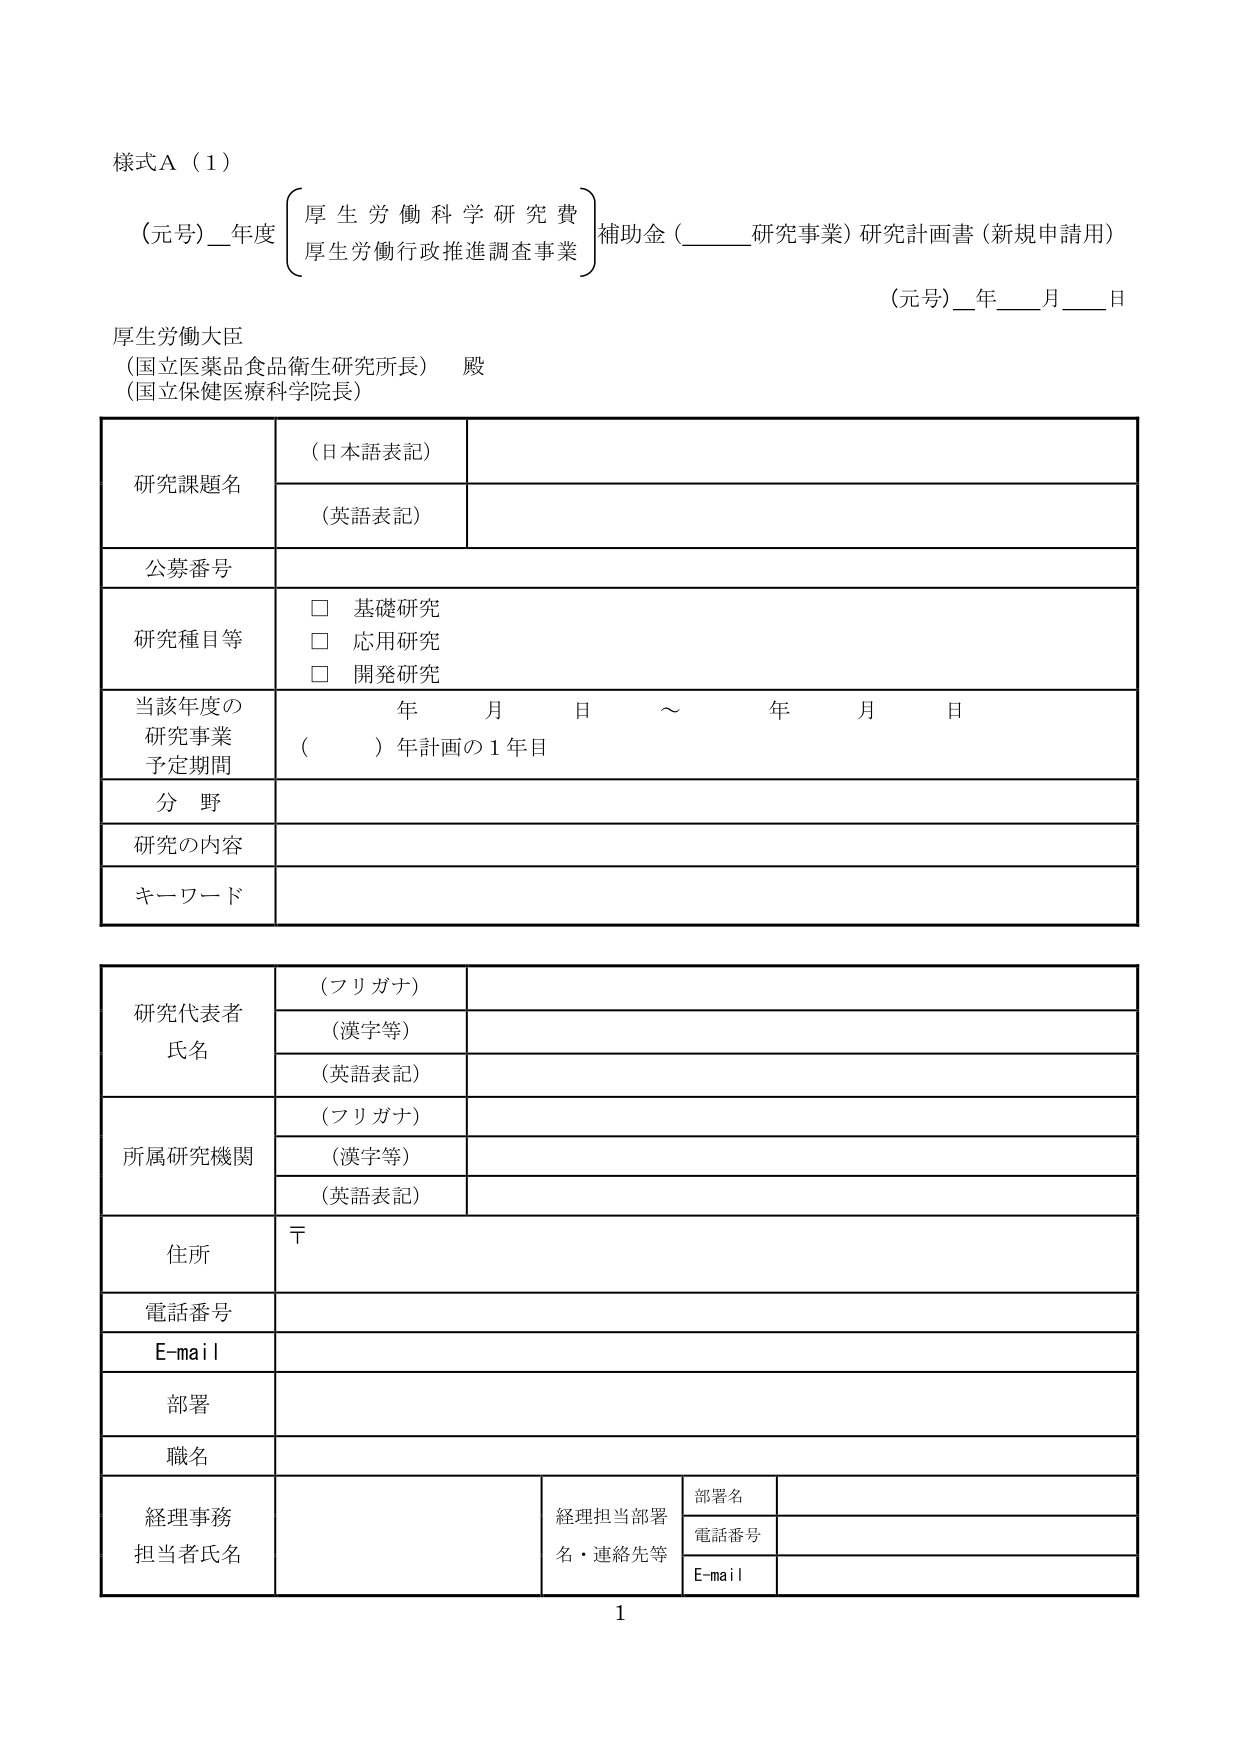 様式Ａ（１）
厚生労働科学研究費
（元号）__年度 厚生労働行政推進調査事業 補助金（_____研究事業）研究計画書（新規申請用）
（元号）__年____月____日
厚生労働大臣
（国立医薬品食品衛生研究所長）　殿
（国立保健医療科学院長）
研究課題名
（日本語表記）
（英語表記）
公募番号
研究種目等
□　基礎研究
□　応用研究
□　開発研究
当該年度の
研究事業
予定期間
年　　月　　日　～　　年　　月　　日
（　　）年計画の１年目
分　野
研究の内容
キーワード
研究代表者
氏名
（フリガナ）
（漢字等）
（英語表記）
所属研究機関
（フリガナ）
（漢字等）
（英語表記）
住所
〒
電話番号
E-mail
部署
職名
経理事務
担当者氏名
経理担当部署
名・連絡先等
部署名
電話番号
E-mail
1